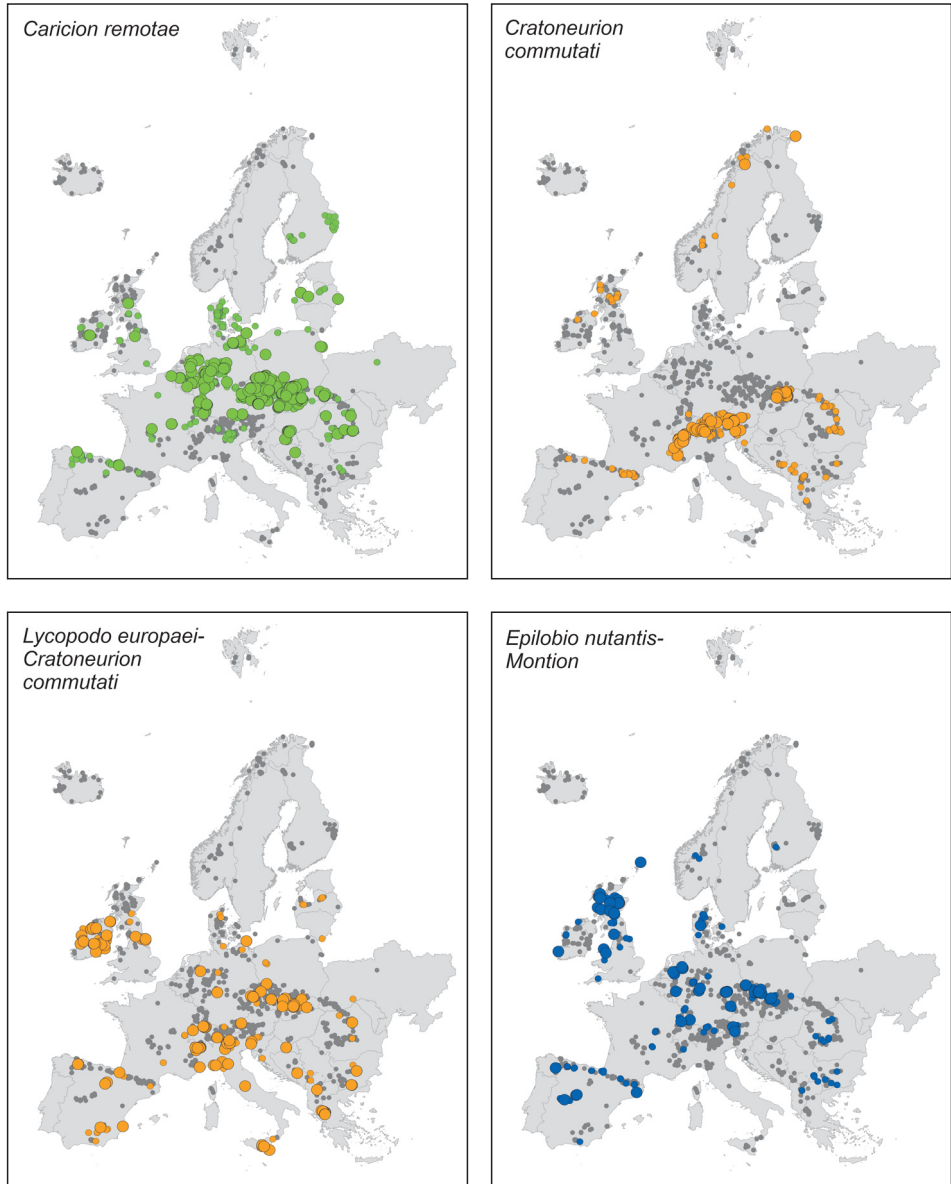 Caricion remotae
Cratoneurion
commutati
Lycopodo europaei-
Cratoneurion
commutati
Epilobio nutantis-
Montion